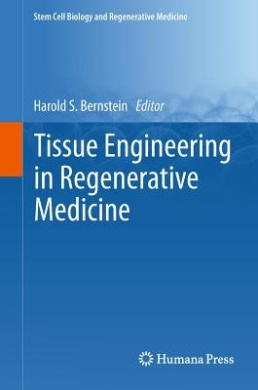 Stem Cell Biology and Regenerative Medicine
Harold S. Bernstein Editor
Tissue Engineering
in Regenerative
Medicine
Humana Press